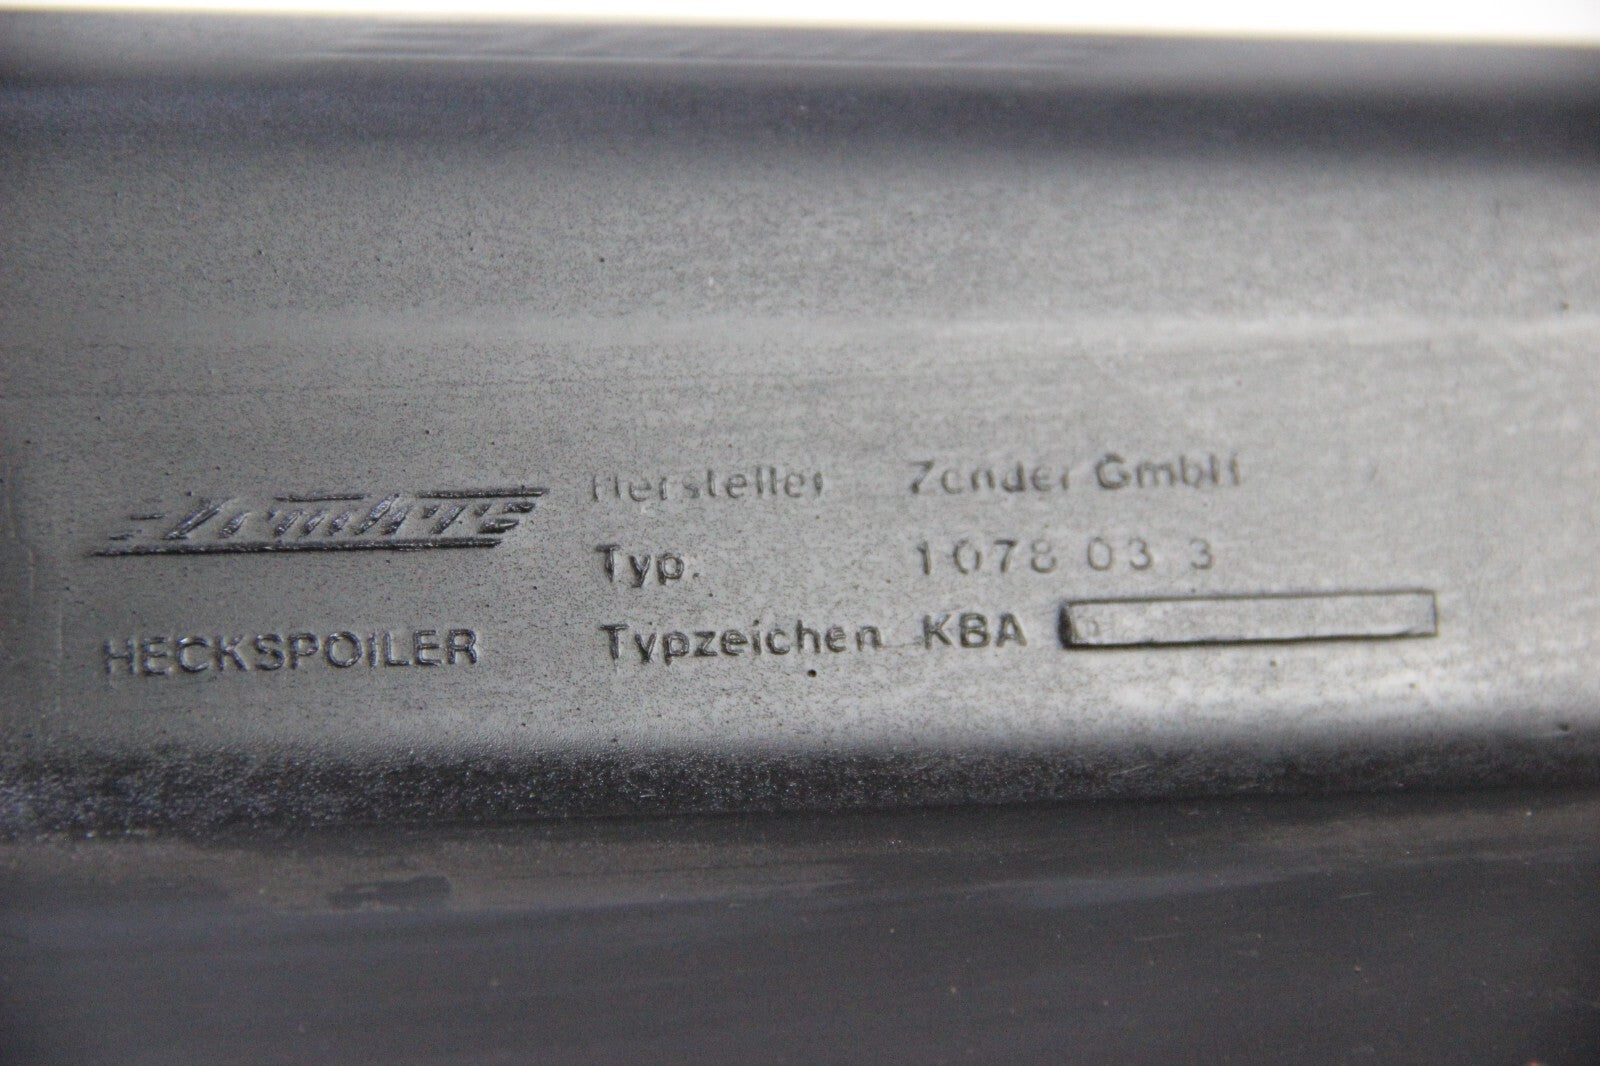 Hersteller Zender GmbH
Typ. 1078 03 3
HECKSPOILER Typzeichen KBA